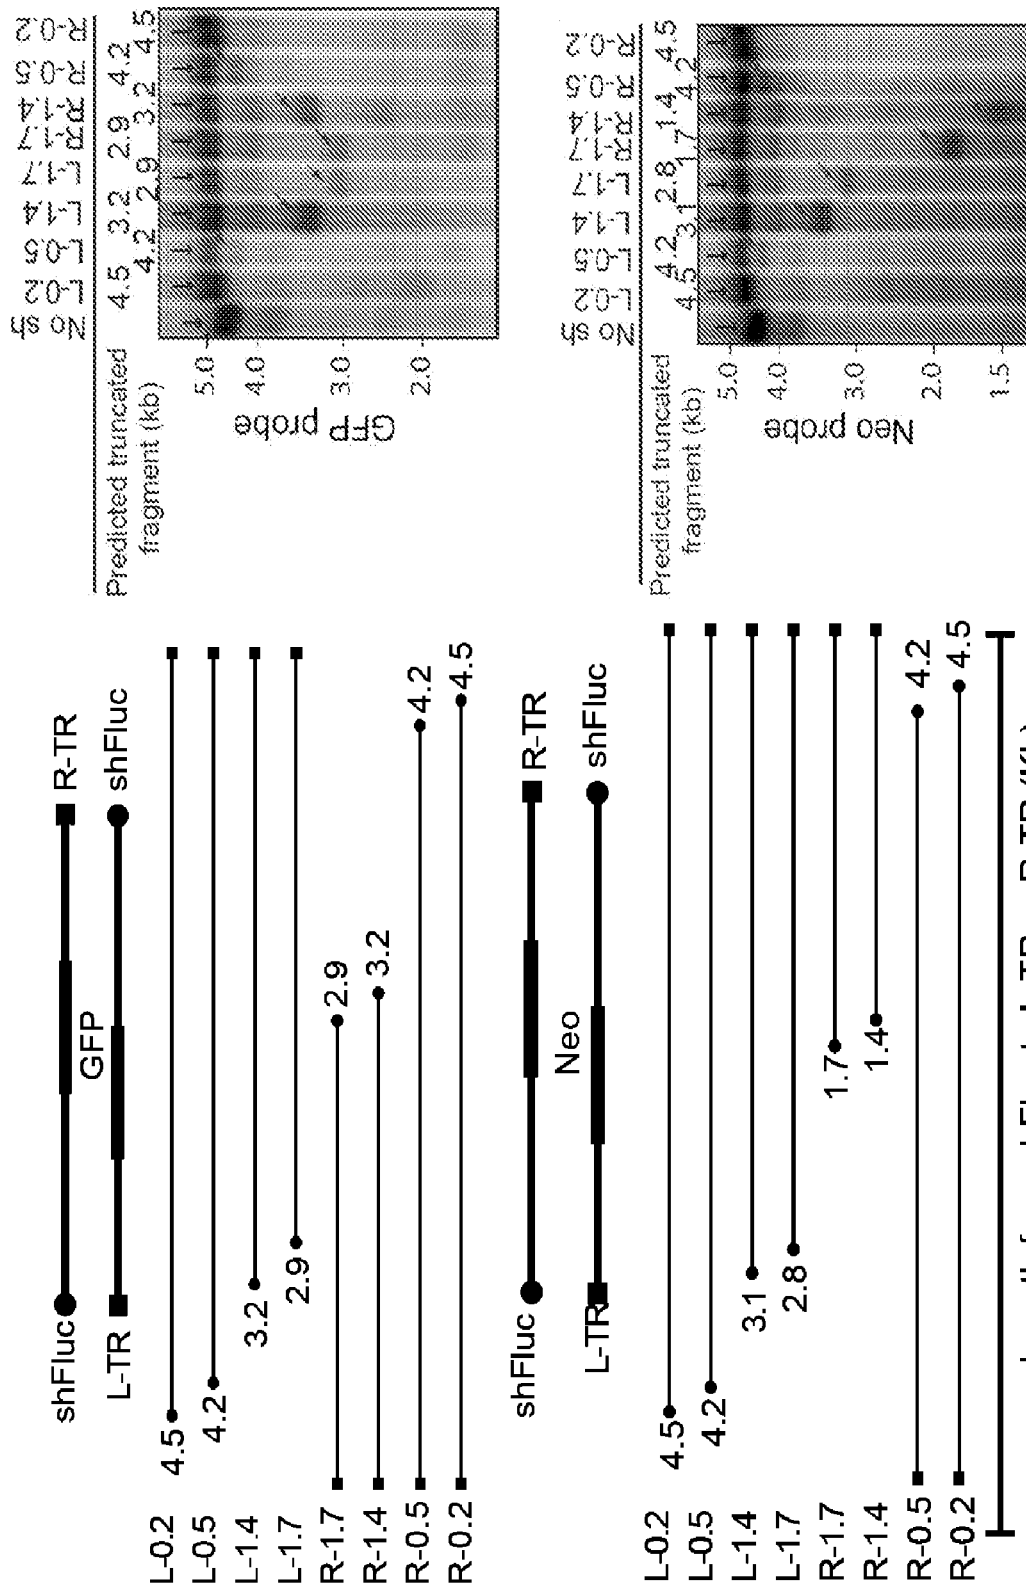 shFluc
R-TR
GFP
L-TR
shFluc
L-0.2
4.5
L-0.5
4.2
L-1.4
3.2
L-1.7
2.9
R-1.7
2.9
R-1.4
3.2
R-0.5
4.2
R-0.2
4.5
No sh
L-0.2
L-0.5
L-1.4
L-1.7
R-1.7
R-1.4
R-0.5
R-0.2
Predicted truncated
fragment (kb)
4.5
4.2
3.2
2.9
2.9
3.2
4.2
4.5
5.0
4.0
3.0
2.0
GFP probe
shFluc
R-TR
Neo
L-TR
shFluc
L-0.2
4.5
L-0.5
4.2
L-1.4
3.1
L-1.7
2.8
R-1.7
1.7
R-1.4
1.4
R-0.5
4.2
R-0.2
4.5
No sh
L-0.2
L-0.5
L-1.4
L-1.7
R-1.7
R-1.4
R-0.5
R-0.2
Predicted truncated
fragment (kb)
4.5
4.2
3.1
2.8
1.7
1.4
4.2
4.5
5.0
4.0
3.0
2.0
1.5
Neo probe